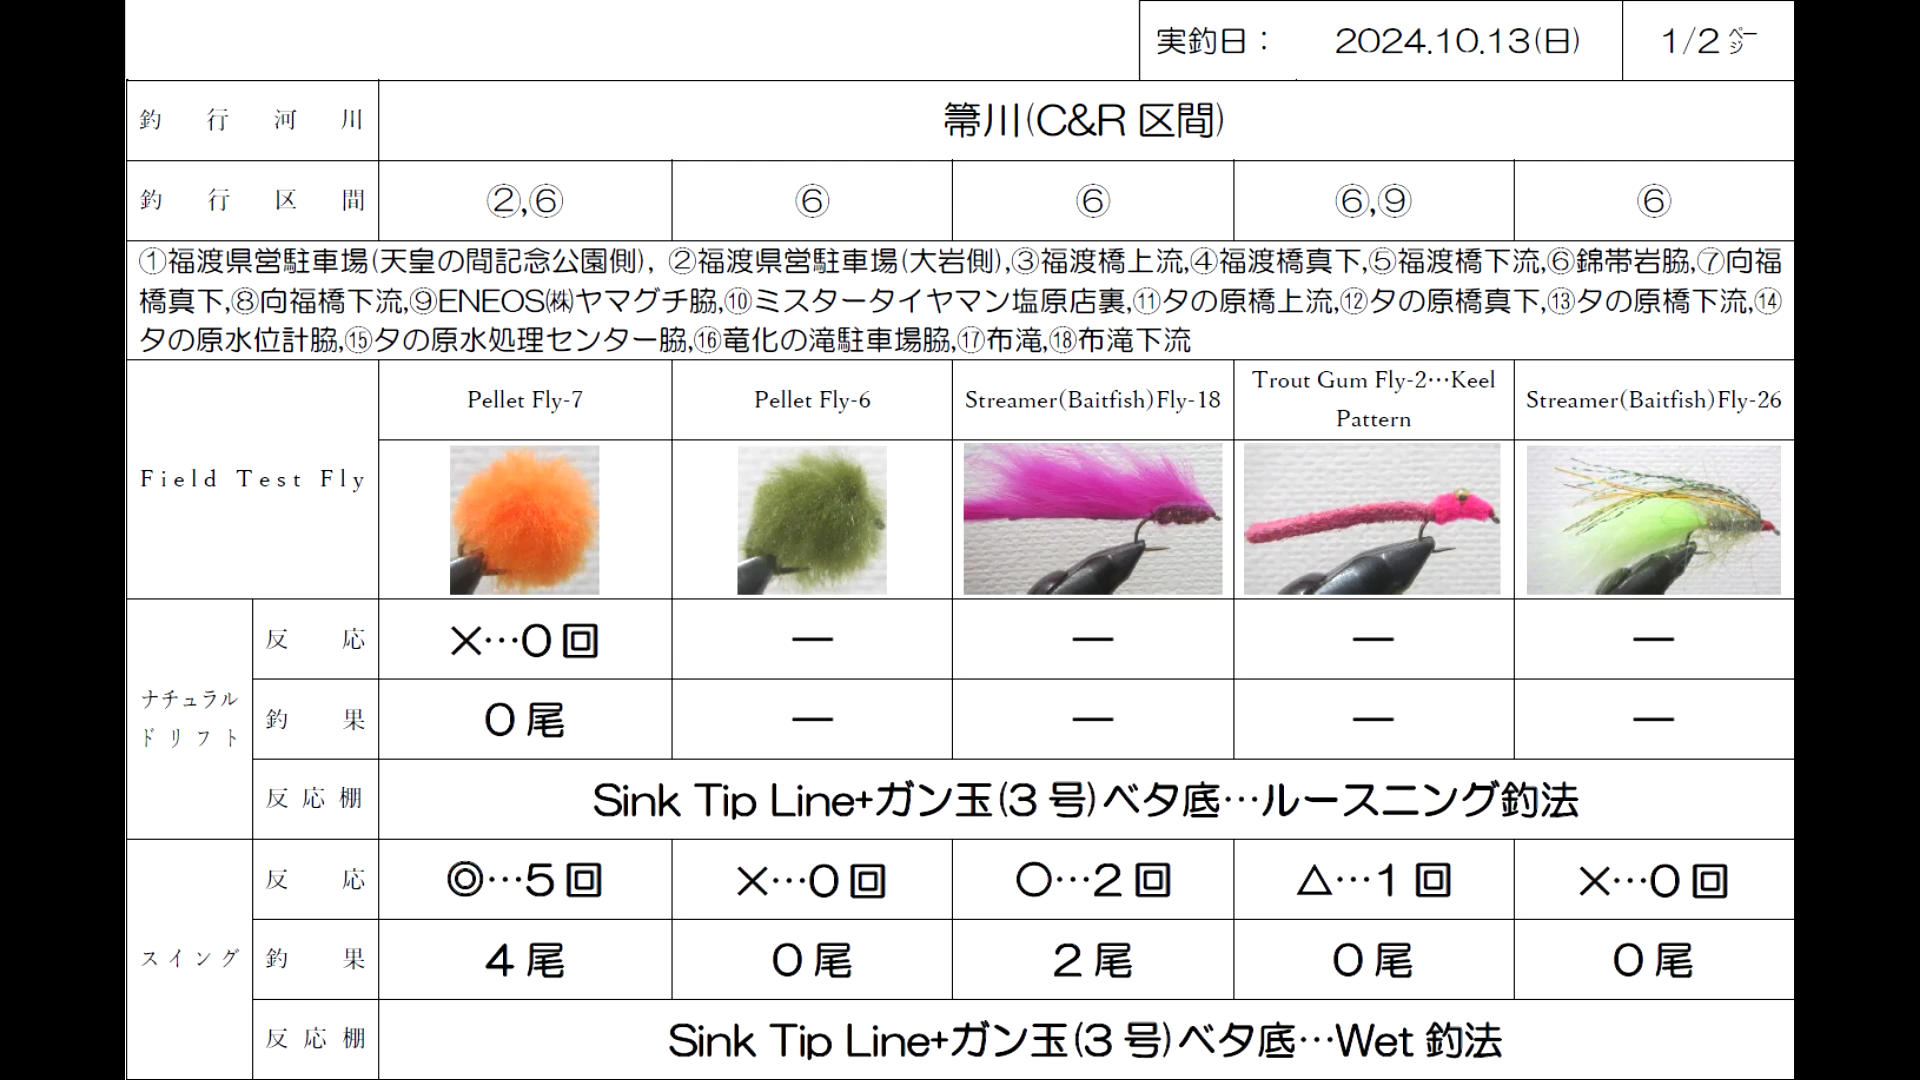 実釣日： 2024.10.13(日) 1/2㌻
釣行河川 箒川(C&R 区間)
釣行区間 ②,⑥ ⑥ ⑥ ⑥,⑨ ⑥
①福渡県営駐車場(天皇の間記念公園側), ②福渡県営駐車場(大岩側),③福渡橋上流,④福渡橋真下,⑤福渡橋下流,⑥錦帯岩脇,⑦向福
橋真下,⑧向福橋下流,⑨ENEOS㈱ヤマグチ脇,⑩ミスタータイヤマン塩原店裏,⑪夕の原橋上流,⑫夕の原橋真下,⑬夕の原橋下流,⑭
夕の原水位計脇,⑮夕の原水処理センター脇,⑯竜化の滝駐車場脇,⑰布滝,⑱布滝下流
Field Test Fly
Pellet Fly-7
Pellet Fly-6
Streamer(Baitfish)Fly-18
Trout Gum Fly-2…Keel
Pattern
Streamer(Baitfish)Fly-26
ナチュラル
ドリフト
反応 ×…0 回 — — — —
釣果 0 尾 — — — —
反応棚 Sink Tip Line+ガン玉(3 号)ベタ底…ルースニング釣法
スイング
反応 ◎…5 回 ×…0 回 ○…2 回 △…1 回 ×…0 回
釣果 4 尾 0 尾 2 尾 0 尾 0 尾
反応棚 Sink Tip Line+ガン玉(3 号)ベタ底…Wet 釣法